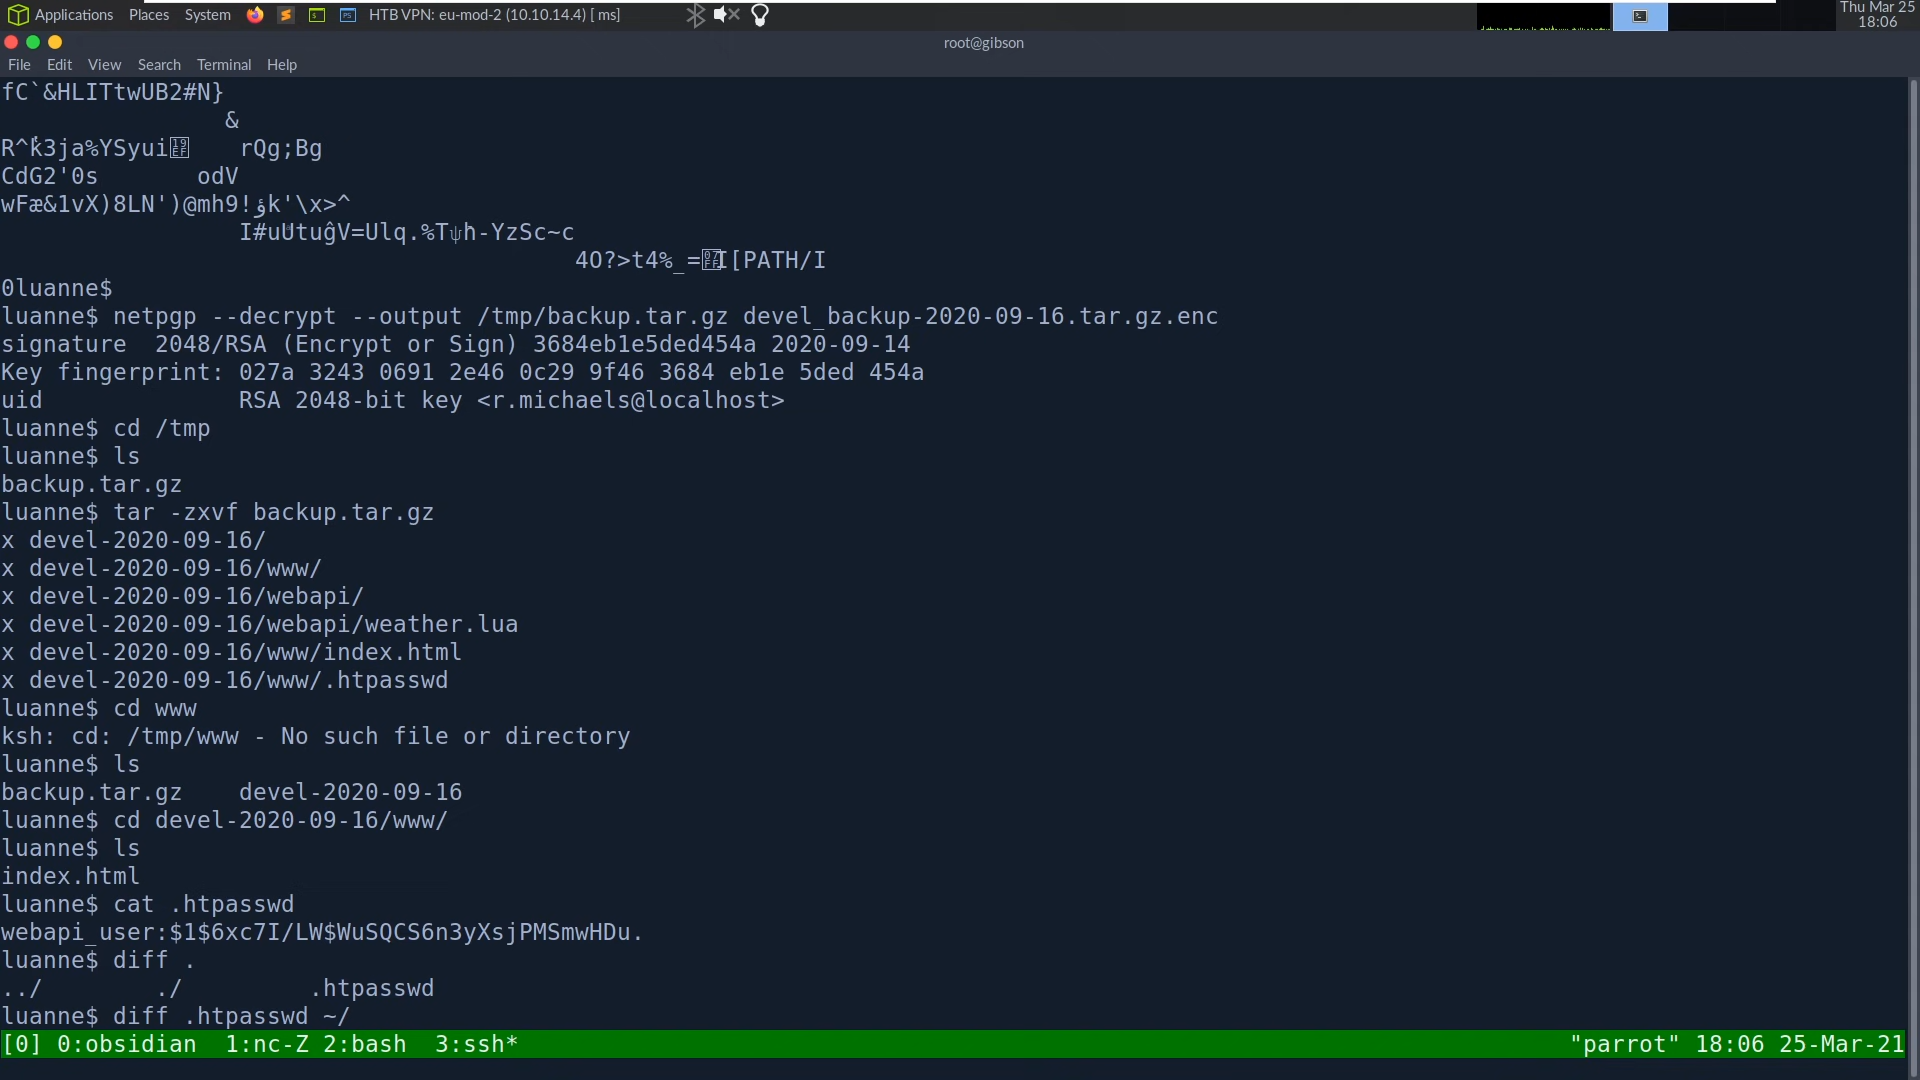 Applications Places System HTB VPN: eu-mod-2 (10.10.14.4) [ ms] Thu Mar 25
18:06
root@gibson
File Edit View Search Terminal Help
fC`&HLITtwUB2#N}
&
rQg;Bg
CdG2'0s odV
wFæ&1vX)8LN')@mh9!ؤk'\x>^
I#uUtuĝV=Ulq.%Tψħ-YzSc~c
4O?>t4%_= I[PATH/I
0luanne$
luanne$ netpgp --decrypt --output /tmp/backup.tar.gz devel_backup-2020-09-16.tar.gz.enc
signature 2048/RSA (Encrypt or Sign) 3684eb1e5ded454a 2020-09-14
Key fingerprint: 027a 3243 0691 2e46 0c29 9f46 3684 eb1e 5ded 454a
uid RSA 2048-bit key <r.michaels@localhost>
luanne$ cd /tmp
luanne$ ls
backup.tar.gz
luanne$ tar -zxvf backup.tar.gz
x devel-2020-09-16/
x devel-2020-09-16/www/
x devel-2020-09-16/webapi/
x devel-2020-09-16/webapi/weather.lua
x devel-2020-09-16/www/index.html
x devel-2020-09-16/www/.htpasswd
luanne$ cd www
ksh: cd: /tmp/www - No such file or directory
luanne$ ls
backup.tar.gz devel-2020-09-16
luanne$ cd devel-2020-09-16/www/
luanne$ ls
index.html
luanne$ cat .htpasswd
webapi_user:$1$6xc7I/LW$WuSQCS6n3yXsjPMSmwHDu.
luanne$ diff .
../ ./ .htpasswd
luanne$ diff .htpasswd ~/
[0] 0:obsidian 1:nc-Z 2:bash 3:ssh* "parrot" 18:06 25-Mar-21